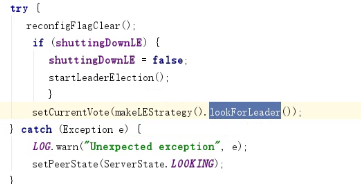 try {
reconfigFlagClear();
if (shuttingDownLE) {
shuttingDownLE = false;
startLeaderElection();
}
setCurrentVote(makeLEStrategy().lookForLeader());
} catch (Exception e) {
LOG.warn("Unexpected exception", e);
setPeerState(ServerState.LOOKING);
}